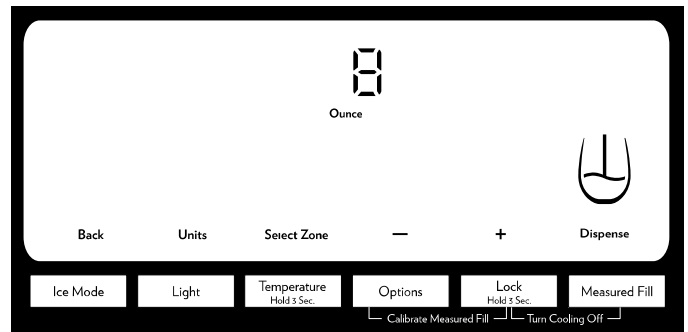 8
Ounce
Back Units Select Zone — + Dispense
Ice Mode Light Temperature Options Lock Measured Fill
Hold 3 Sec. Hold 3 Sec.
Calibrate Measured Fill Turn Cooling Off